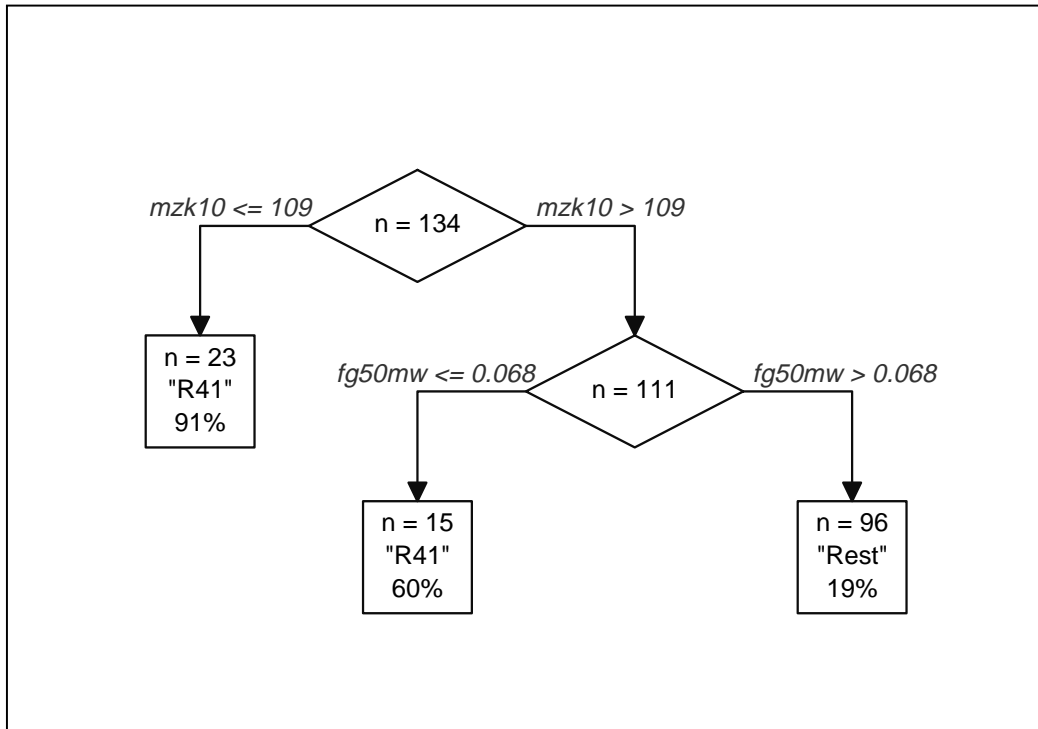 mzk10 <= 109
mzk10 > 109
n = 134
n = 23
"R41"
91%
fg50mw <= 0.068
fg50mw > 0.068
n = 111
n = 15
"R41"
60%
n = 96
"Rest"
19%